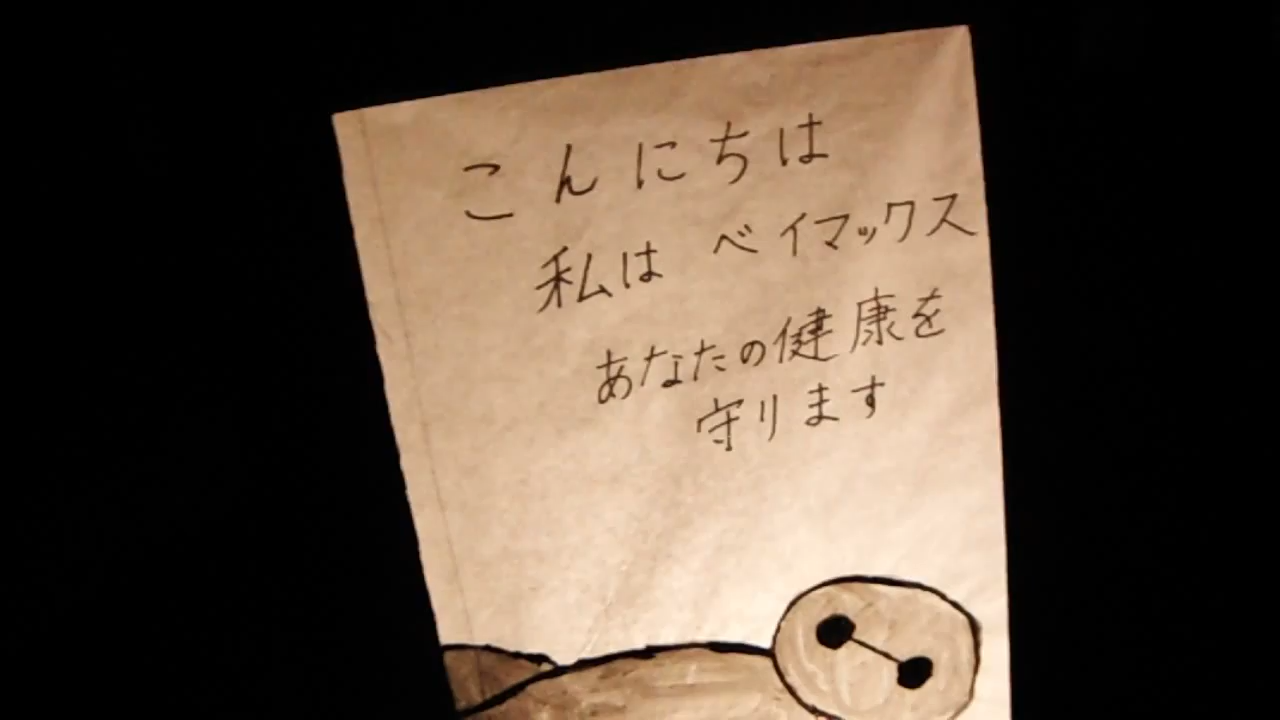 こんにちは
私は ベイマックス
あなたの健康を
守ります